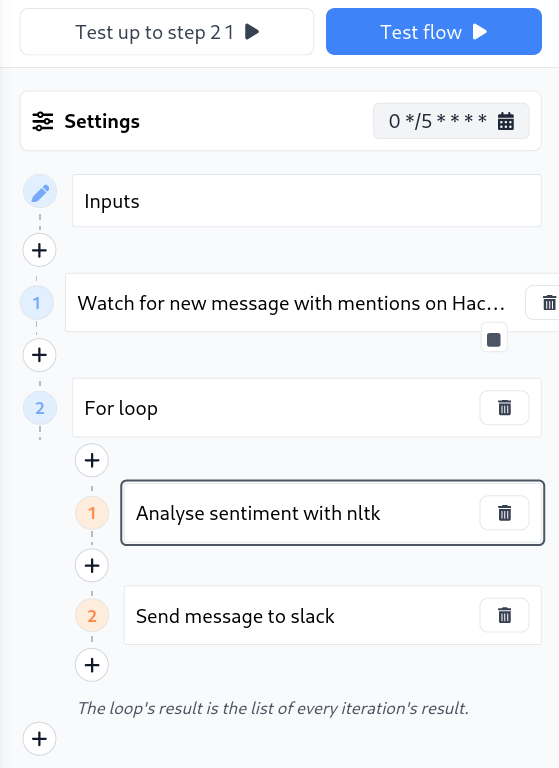 Test up to step 2 1
Test flow
Settings
0 */5 * * * *
Inputs
1
Watch for new message with mentions on Hac...
2
For loop
1
Analyse sentiment with nltk
2
Send message to slack
The loop's result is the list of every iteration's result.